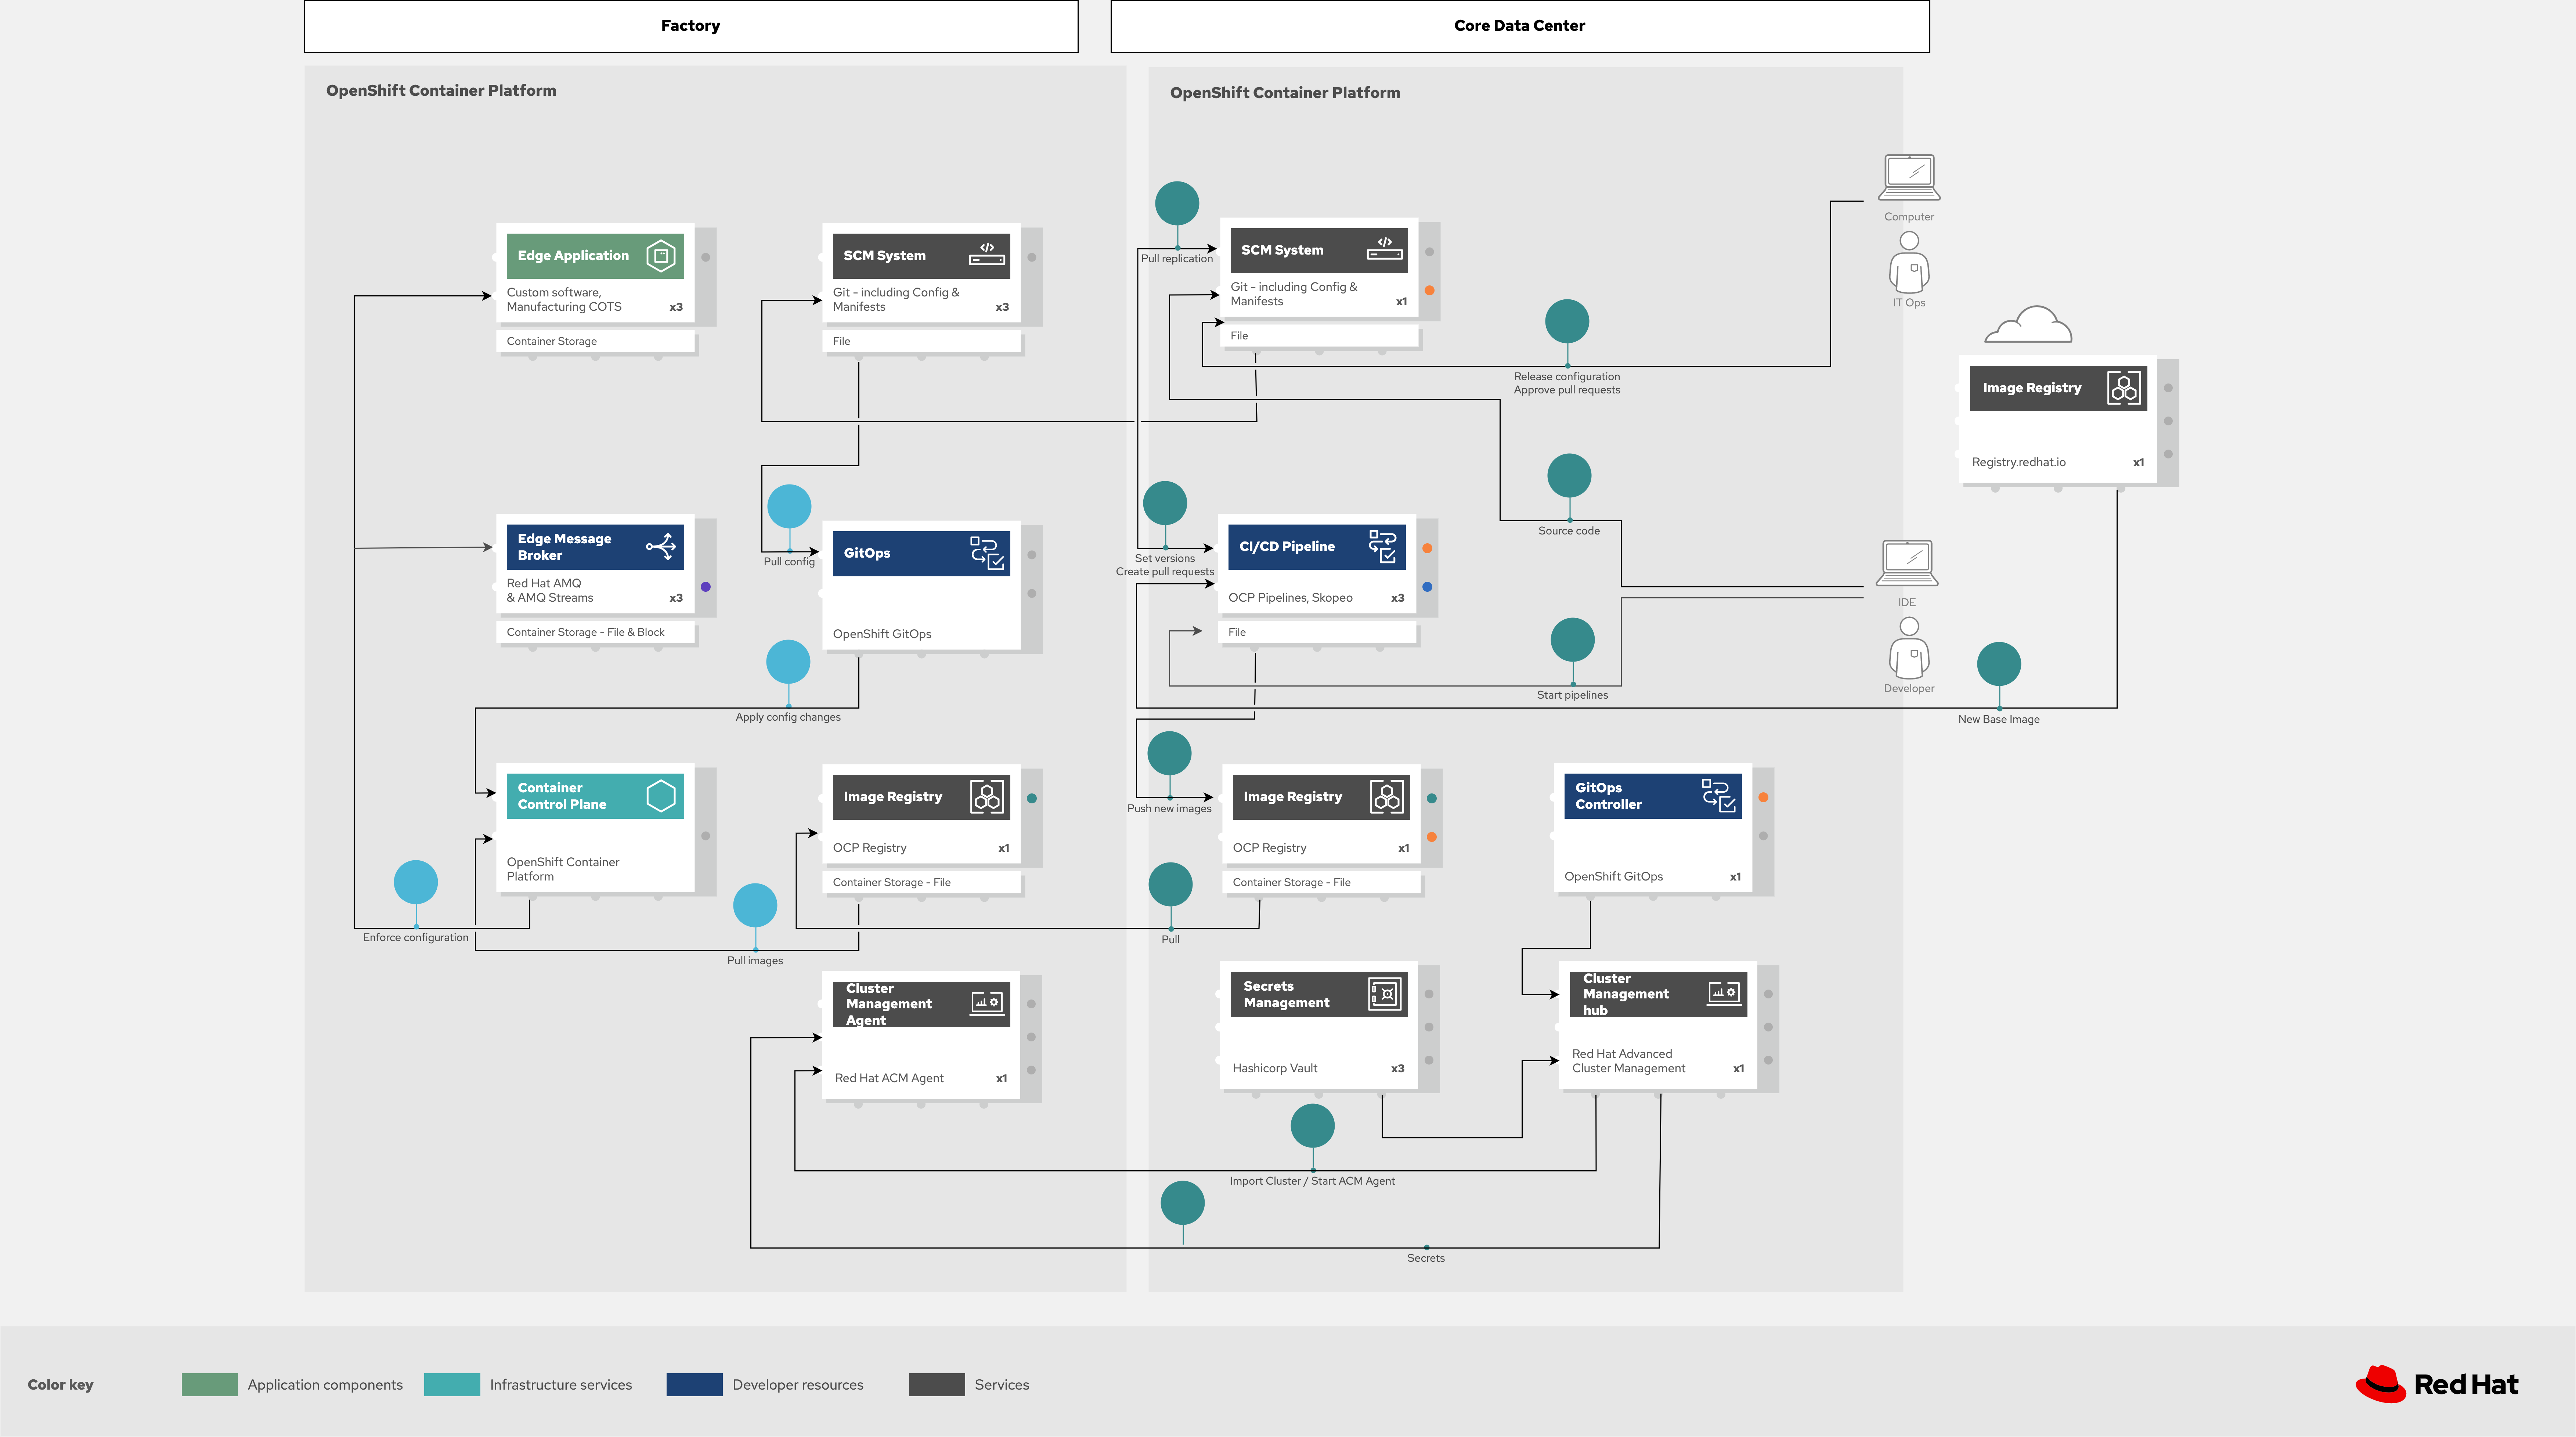 Factory
Core Data Center
OpenShift Container Platform
OpenShift Container Platform
Edge Application
Custom software,
Manufacturing COTS
x3
Container Storage
SCM System
Git - including Config &
Manifests
x3
File
Pull replication
SCM System
Git - including Config &
Manifests
x1
File
Computer
IT Ops
Release configuration
Approve pull requests
Image Registry
Registry.redhat.io
x1
Edge Message
Broker
Red Hat AMQ
& AMQ Streams
x3
Container Storage - File & Block
Pull config
GitOps
OpenShift GitOps
Set versions
Create pull requests
CI/CD Pipeline
OCP Pipelines, Skopeo
x3
File
Source code
IDE
Developer
Start pipelines
New Base Image
Apply config changes
Container
Control Plane
OpenShift Container
Platform
Image Registry
OCP Registry
x1
Container Storage - File
Push new images
Image Registry
OCP Registry
x1
Container Storage - File
GitOps
Controller
OpenShift GitOps
x1
Enforce configuration
Pull images
Pull
Cluster
Management
Agent
Red Hat ACM Agent
x1
Secrets
Management
Hashicorp Vault
x3
Cluster
Management
hub
Red Hat Advanced
Cluster Management
x1
Import Cluster / Start ACM Agent
Secrets
Color key
Application components
Infrastructure services
Developer resources
Services
Red Hat